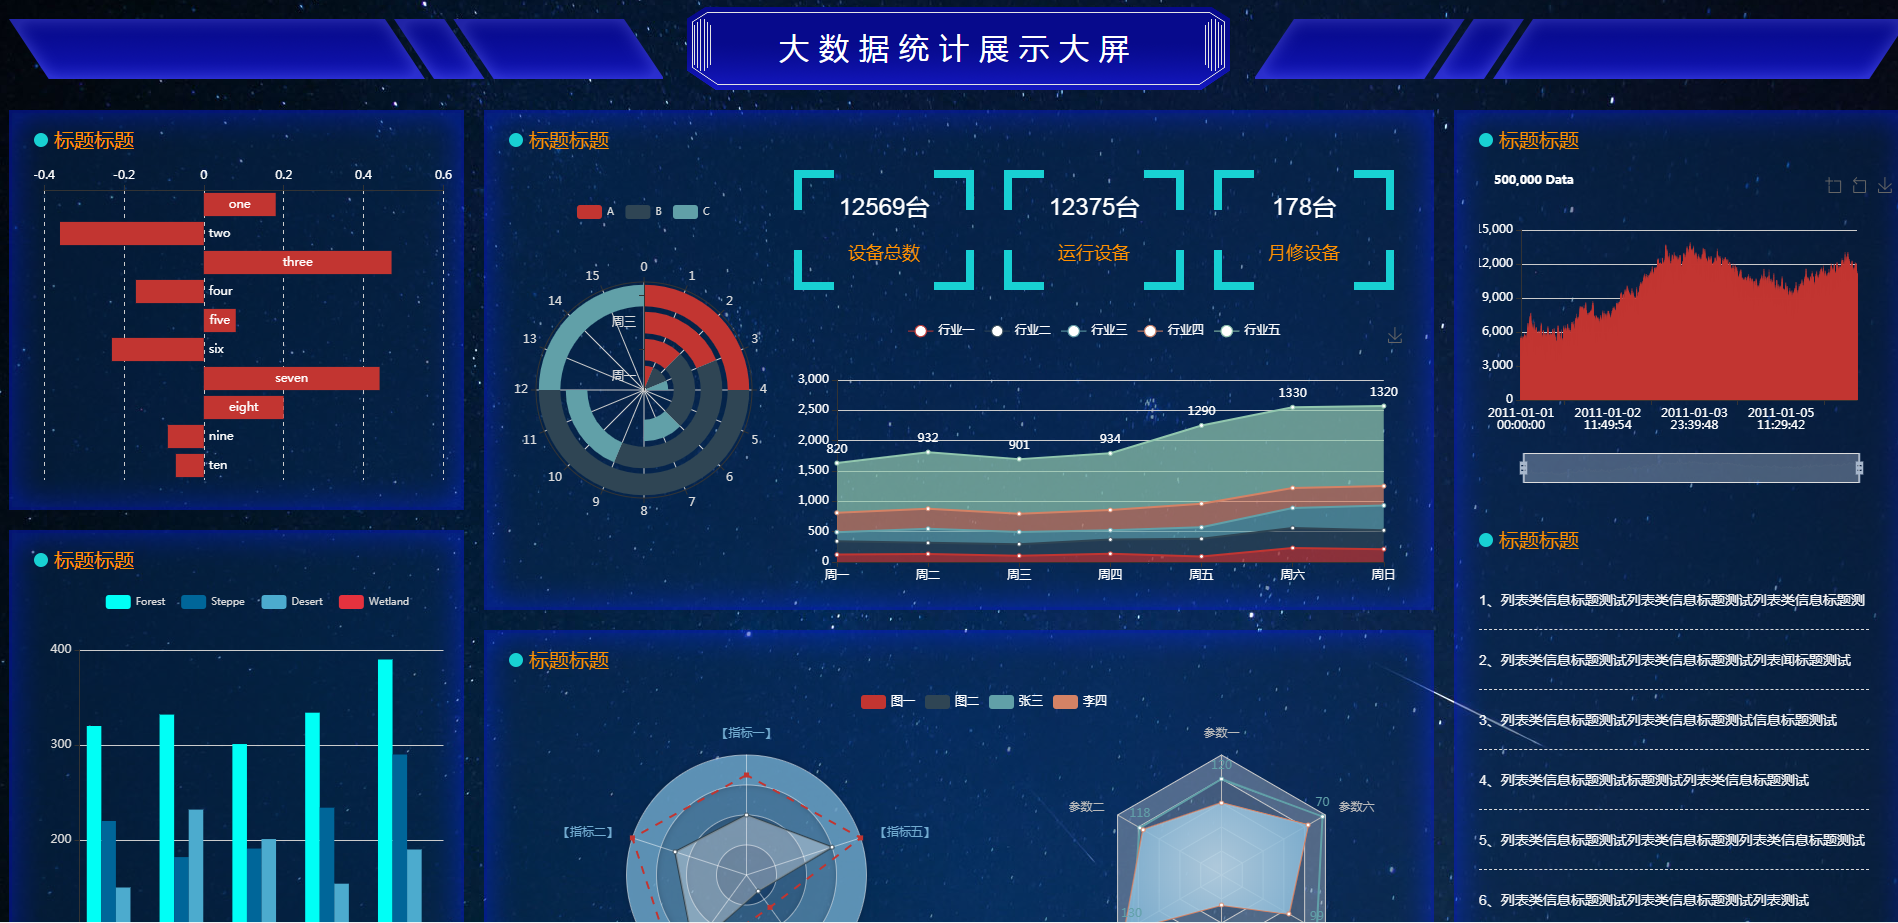 大数据统计展示大屏
标题标题
-0.4 -0.2 0 0.2 0.4 0.6
one
two
three
four
five
six
seven
eight
nine
ten
标题标题
Forest Steppe Desert Wetland
400
300
200
标题标题
A B C
0
1
2
3
4
5
6
7
8
9
10
11
12
13
14
15
周三
周一
12569台
设备总数
12375台
运行设备
178台
月修设备
行业一 行业二 行业三 行业四 行业五
3,000
2,500
2,000
1,500
1,000
500
0
820 932 901 934 1290 1330 1320
周一 周二 周三 周四 周五 周六 周日
标题标题
图一 图二 张三 李四
【指标一】
【指标二】
【指标五】
参数一
参数二
参数六
120
118
70
130
99
标题标题
500,000 Data
15,000
12,000
9,000
6,000
3,000
0
2011-01-01 2011-01-02 2011-01-03 2011-01-05
00:00:00 11:49:54 23:39:48 11:29:42
标题标题
1、列表类信息标题测试列表类信息标题测试列表类信息标题测
2、列表类信息标题测试列表类信息标题测试列表闻标题测试
3、列表类信息标题测试列表类信息标题测试信息标题测试
4、列表类信息标题测试标题测试列表类信息标题测试
5、列表类信息标题测试列表类信息标题测列表类信息标题测试
6、列表类信息标题测试列表类信息标题测试列表测试